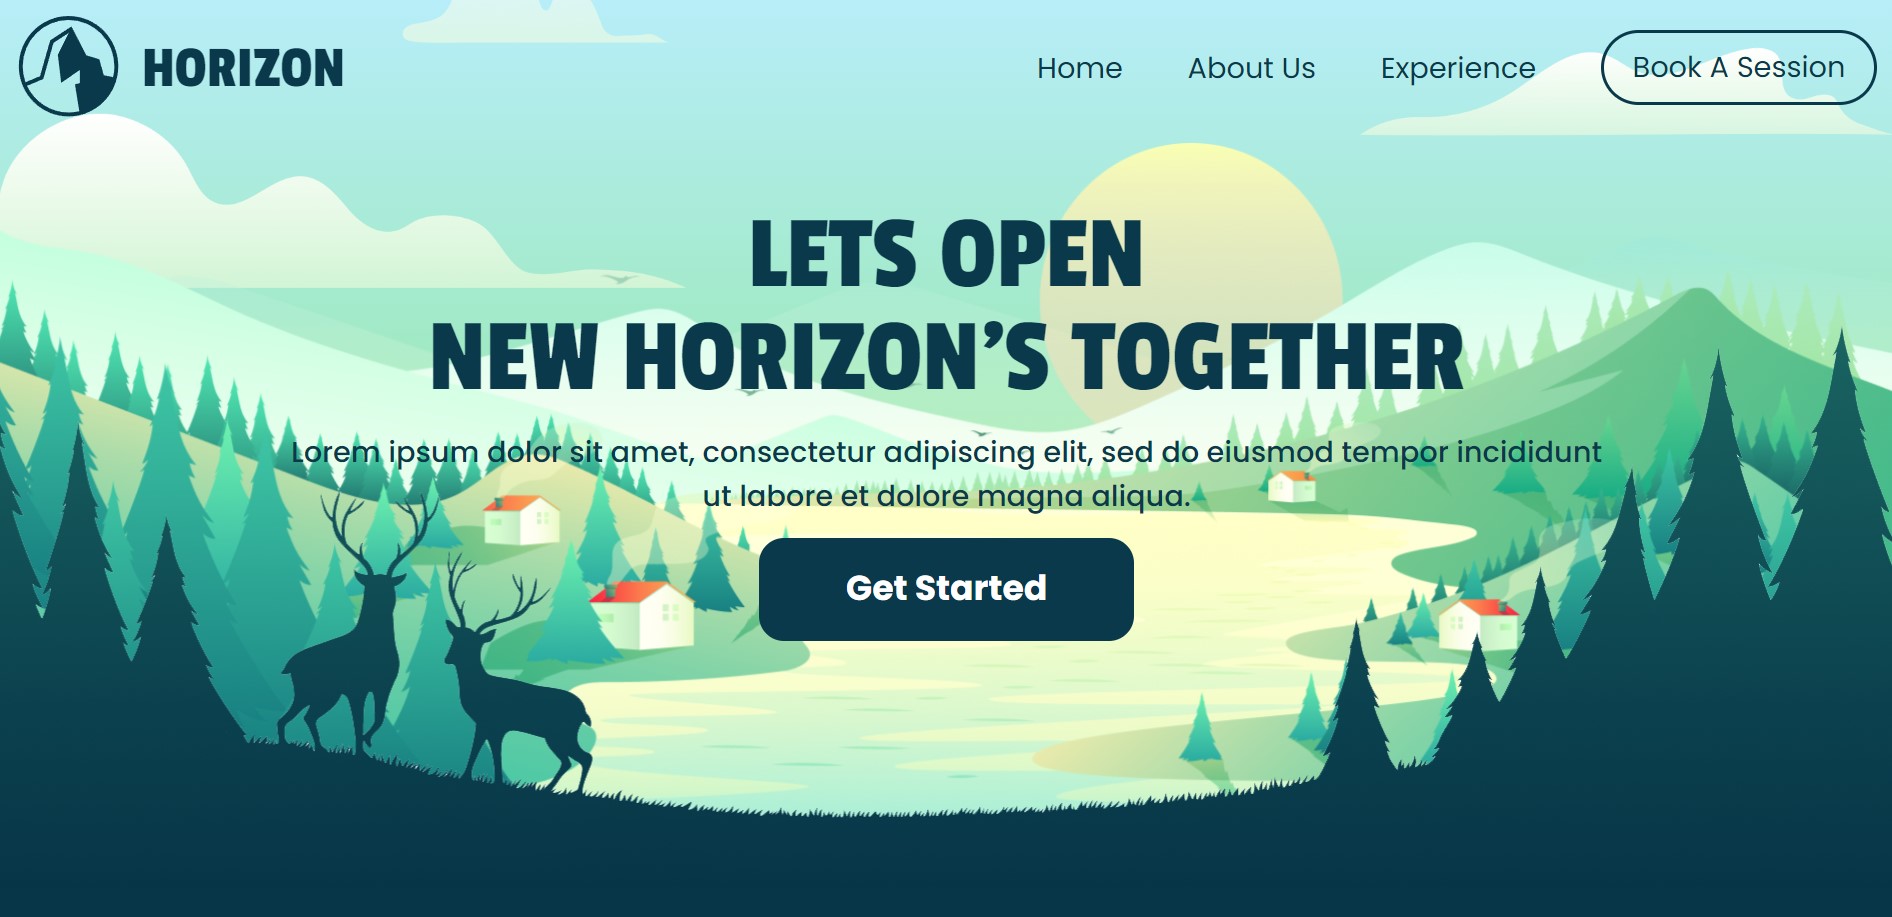 HORIZON
Home
About Us
Experience
Book A Session
LETS OPEN
NEW HORIZON’S TOGETHER
Lorem ipsum dolor sit amet, consectetur adipiscing elit, sed do eiusmod tempor incididunt
ut labore et dolore magna aliqua.
Get Started